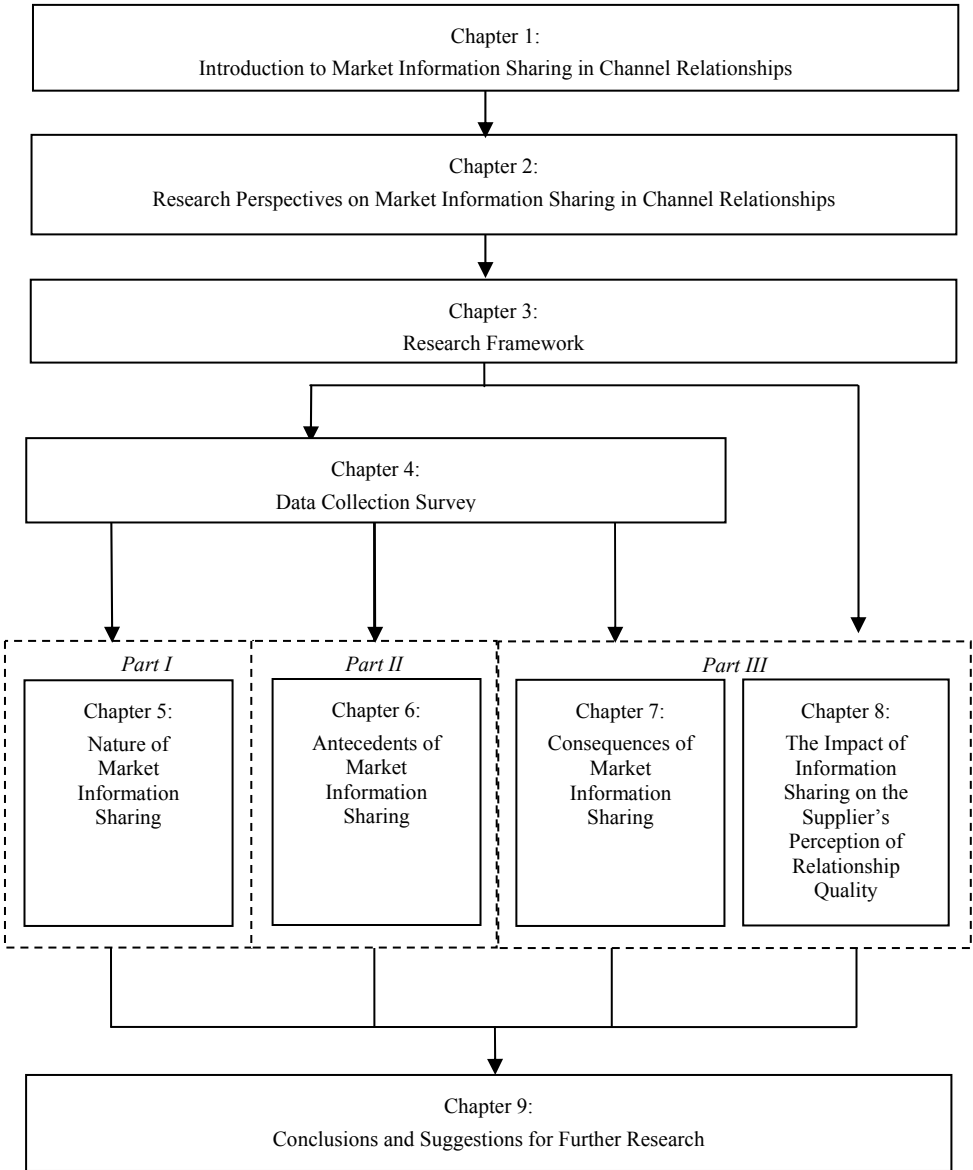 Chapter 1:
Introduction to Market Information Sharing in Channel Relationships
Chapter 2:
Research Perspectives on Market Information Sharing in Channel Relationships
Chapter 3:
Research Framework
Chapter 4:
Data Collection Survey
Part I
Chapter 5:
Nature of
Market
Information
Sharing
Part II
Chapter 6:
Antecedents of
Market
Information
Sharing
Part III
Chapter 7:
Consequences of
Market
Information
Sharing
Chapter 8:
The Impact of
Information
Sharing on the
Supplier’s
Perception of
Relationship
Quality
Chapter 9:
Conclusions and Suggestions for Further Research